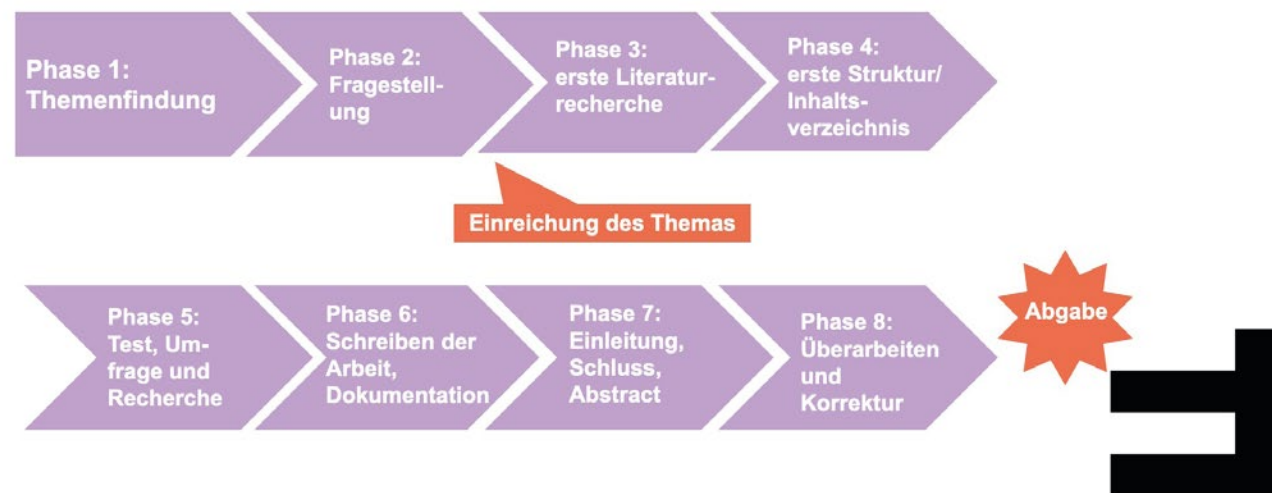 Phase 1:
Themenfindung
Phase 2:
Fragestell-
ung
Phase 3:
erste Literatur-
recherche
Phase 4:
erste Struktur/
Inhalts-
verzeichnis
Einreichung des Themas
Phase 5:
Test, Um-
frage und
Recherche
Phase 6:
Schreiben der
Arbeit,
Dokumentation
Phase 7:
Einleitung,
Schluss,
Abstract
Phase 8:
Überarbeiten
und
Korrektur
Abgabe